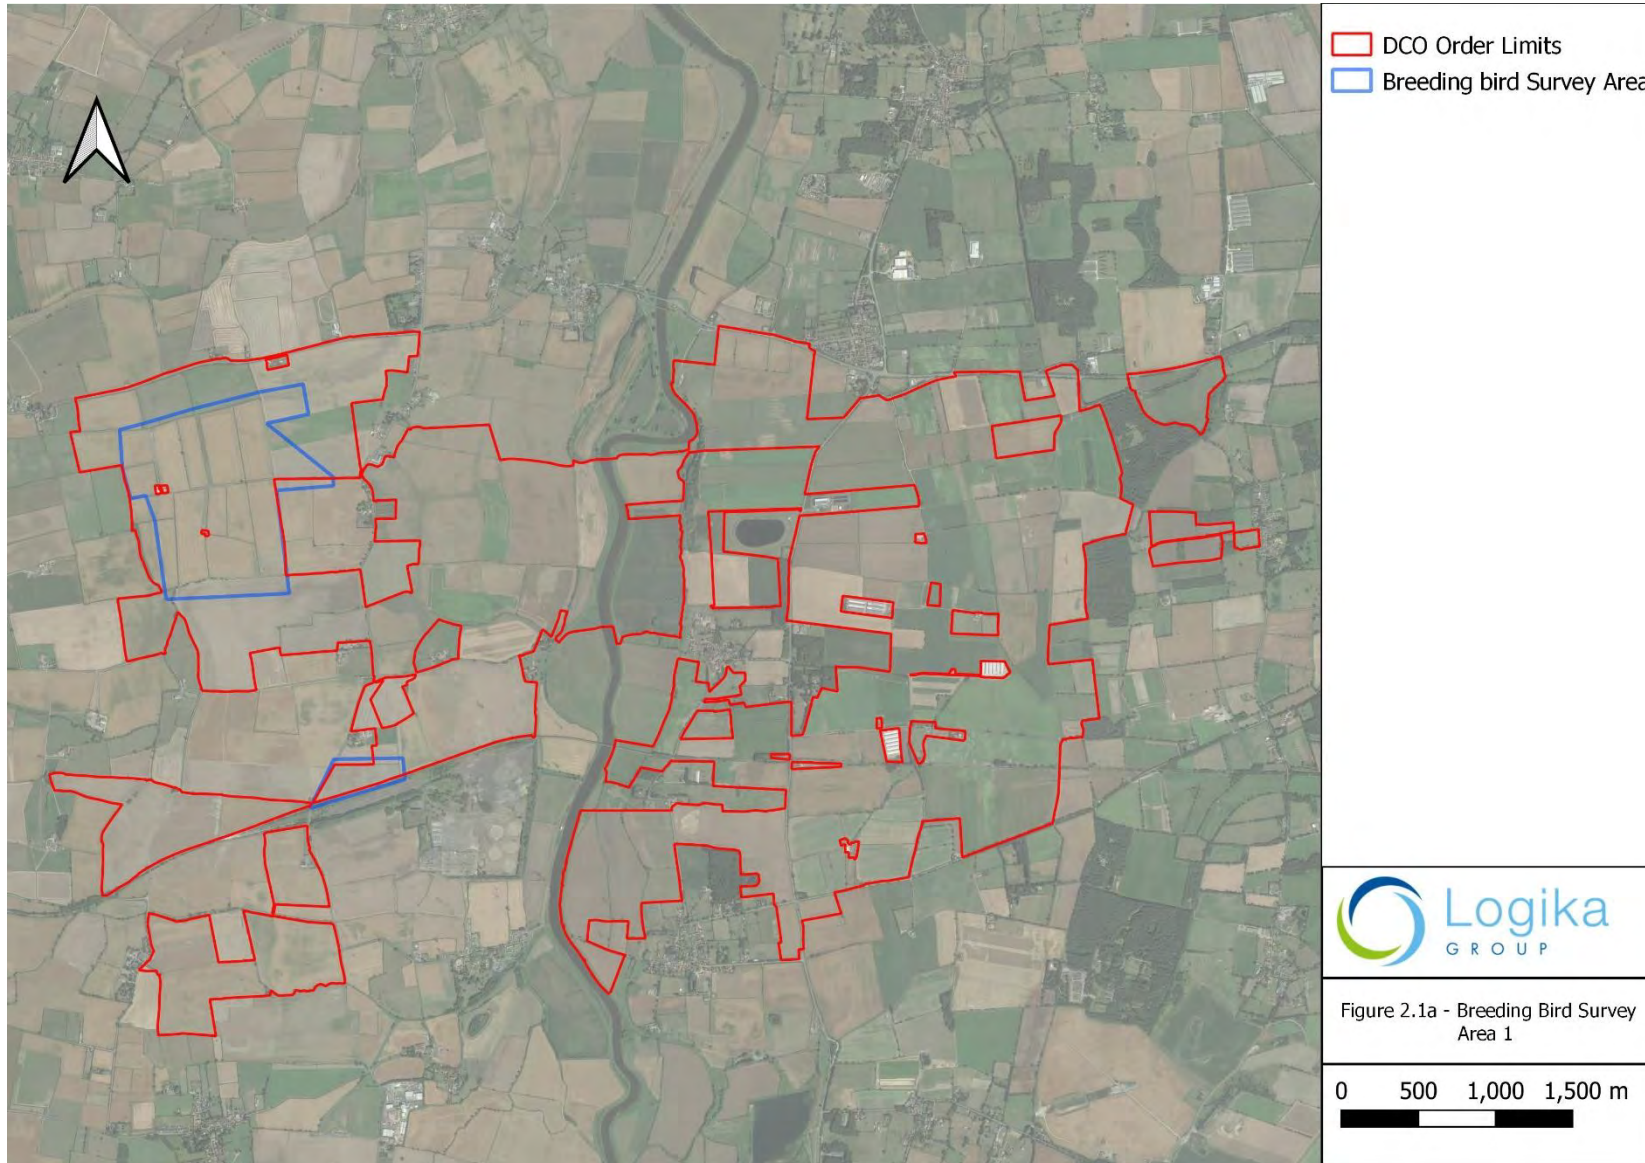 DCO Order Limits
Breeding bird Survey Area
Logika
GROUP
Figure 2.1a - Breeding Bird Survey
Area 1
0 500 1,000 1,500 m